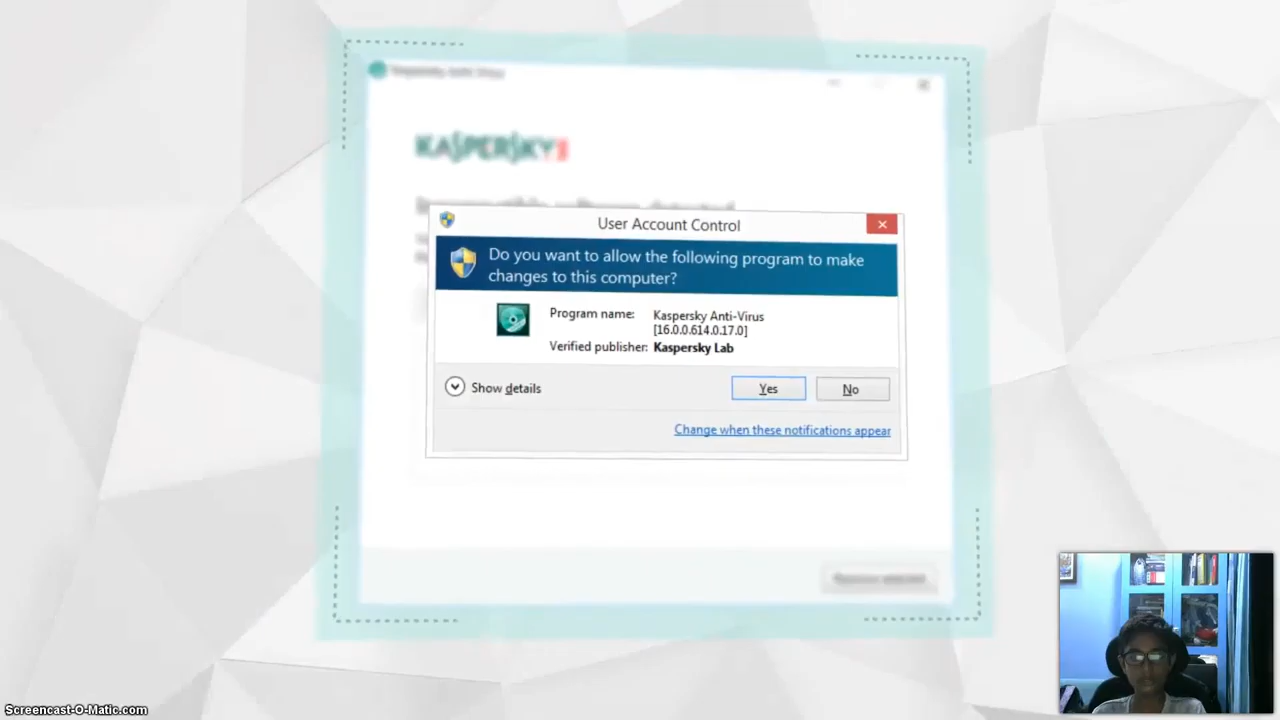 KASPERSKY
User Account Control
Do you want to allow the following program to make
changes to this computer?
Program name: Kaspersky Anti-Virus
[16.0.0.614.0.17.0]
Verified publisher: Kaspersky Lab
Show details
Yes
No
Change when these notifications appear
Screencast-O-Matic.com